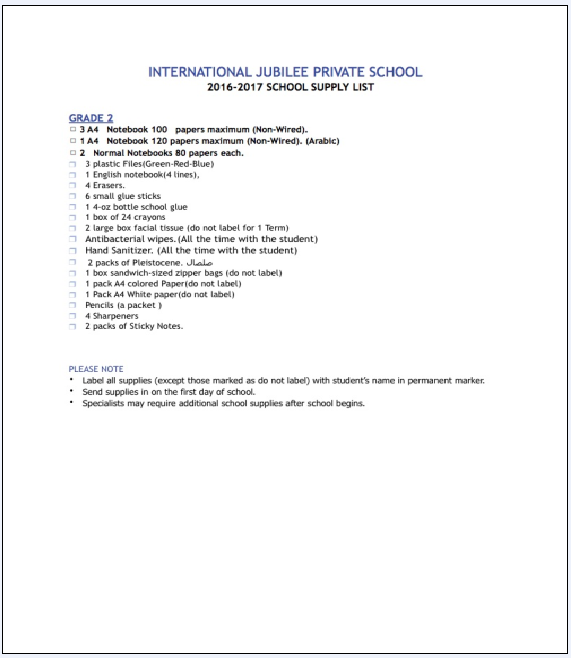 INTERNATIONAL JUBILEE PRIVATE SCHOOL
2016-2017 SCHOOL SUPPLY LIST
GRADE 2
3 A4 Notebook 100 papers maximum (Non-Wired).
1 A4 Notebook 120 papers maximum (Non-Wired). (Arabic)
2 Normal Notebooks 80 papers each.
3 plastic Files(Green-Red-Blue)
1 English notebook(4 lines),
4 Erasers.
6 small glue sticks
1 4-oz bottle school glue
1 box of 24 crayons
2 large box facial tissue (do not label for 1 Term)
Antibacterial wipes. (All the time with the student)
Hand Sanitizer. (All the time with the student)
2 packs of Pleistocene. صلصال
1 box sandwich-sized zipper bags (do not label)
1 pack A4 colored Paper(do not label)
1 Pack A4 White paper(do not label)
Pencils (a packet )
4 Sharpeners
2 packs of Sticky Notes.
PLEASE NOTE
• Label all supplies (except those marked as do not label) with student's name in permanent marker.
• Send supplies in on the first day of school.
• Specialists may require additional school supplies after school begins.